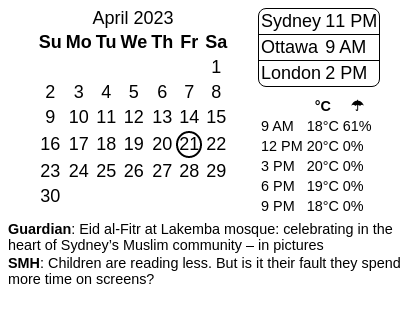 April 2023
Su Mo Tu We Th Fr Sa
1
2 3 4 5 6 7 8
9 10 11 12 13 14 15
16 17 18 19 20 21 22
23 24 25 26 27 28 29
30
Sydney 11 PM
Ottawa 9 AM
London 2 PM
°C ☂
9 AM 18°C 61%
12 PM 20°C 0%
3 PM 20°C 0%
6 PM 19°C 0%
9 PM 18°C 0%
Guardian: Eid al-Fitr at Lakemba mosque: celebrating in the
heart of Sydney’s Muslim community – in pictures
SMH: Children are reading less. But is it their fault they spend
more time on screens?